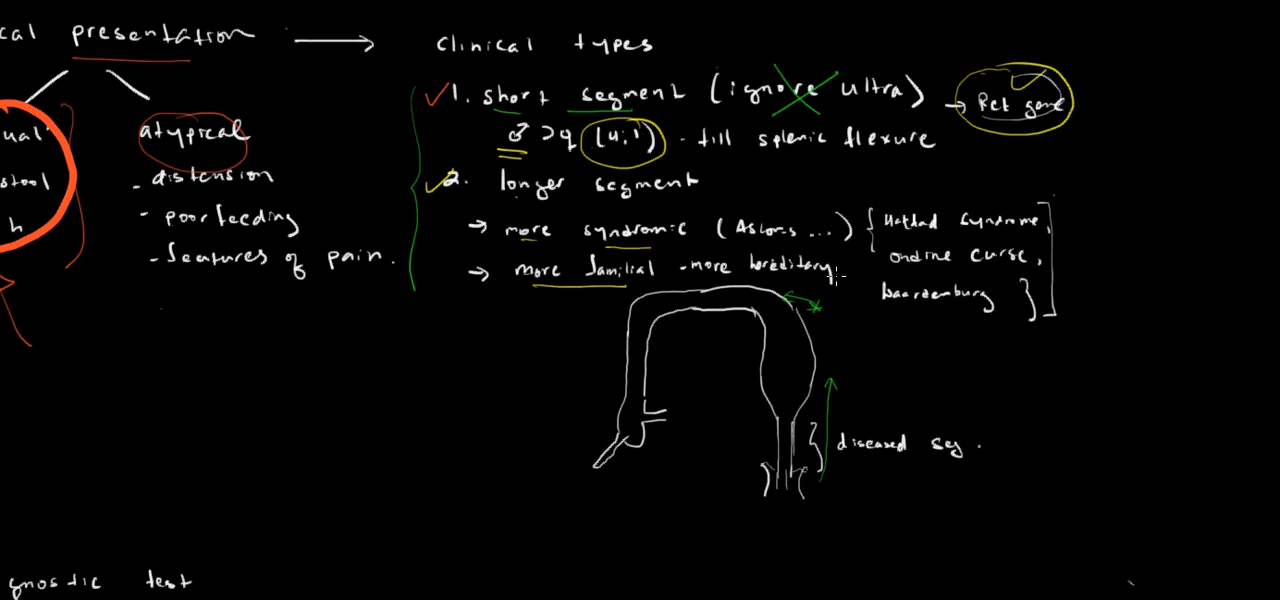 cal presentation → clinical types
ual
stool
h
atypical
- distension
- poor feeding
- features of pain.
1. short segment (ignore ultra) → Ret gene
♂ > q (4:1) - till splenic flexure
2. longer segment
→ more syndromic ( ... )
→ more familial - more hereditary
{ Haddad syndrome,
ondine curse,
waardenburg }
} diseased seg.
gnostic test